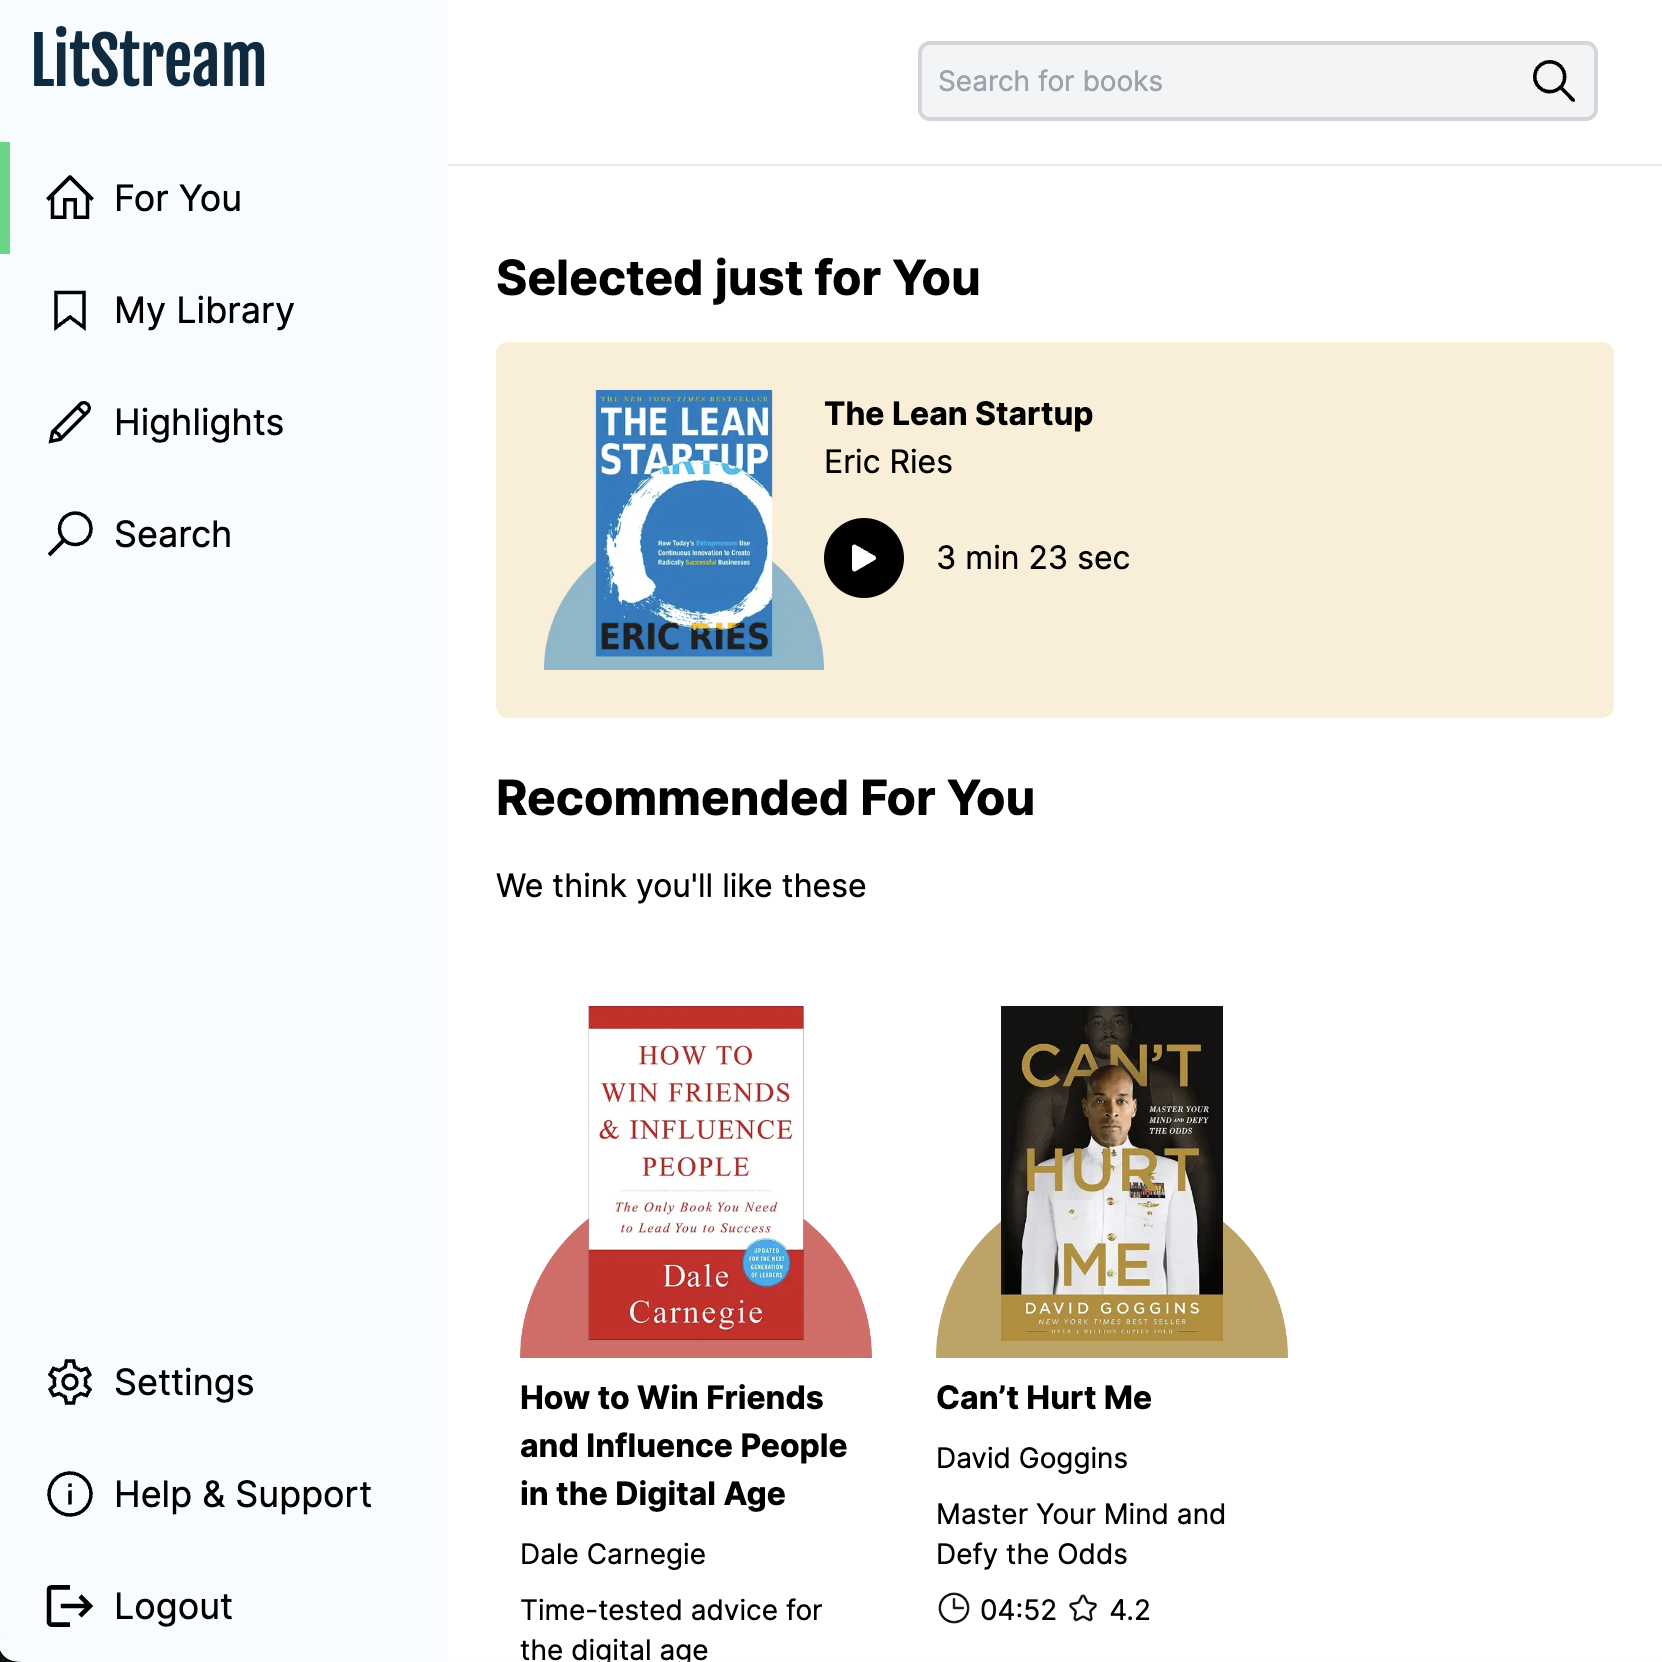 LitStream
Search for books
For You
My Library
Highlights
Search
Settings
Help & Support
Logout
Selected just for You
THE NEW YORK TIMES BESTSELLER
THE LEAN
STARTUP
How Today's Entrepreneurs Use
Continuous Innovation to Create
Radically Successful Businesses
ERIC RIES
The Lean Startup
Eric Ries
3 min 23 sec
Recommended For You
We think you'll like these
HOW TO
WIN FRIENDS
& INFLUENCE
PEOPLE
The Only Book You Need
to Lead You to Success
UPDATED
FOR THE NEXT
GENERATION
OF LEADERS
Dale
Carnegie
How to Win Friends
and Influence People
in the Digital Age
Dale Carnegie
Time-tested advice for
the digital age
CAN'T
MASTER YOUR
MIND AND DEFY
THE ODDS
HURT
ME
DAVID GOGGINS
NEW YORK TIMES BEST SELLER
OVER 4 MILLION COPIES SOLD
Can’t Hurt Me
David Goggins
Master Your Mind and
Defy the Odds
04:52 4.2